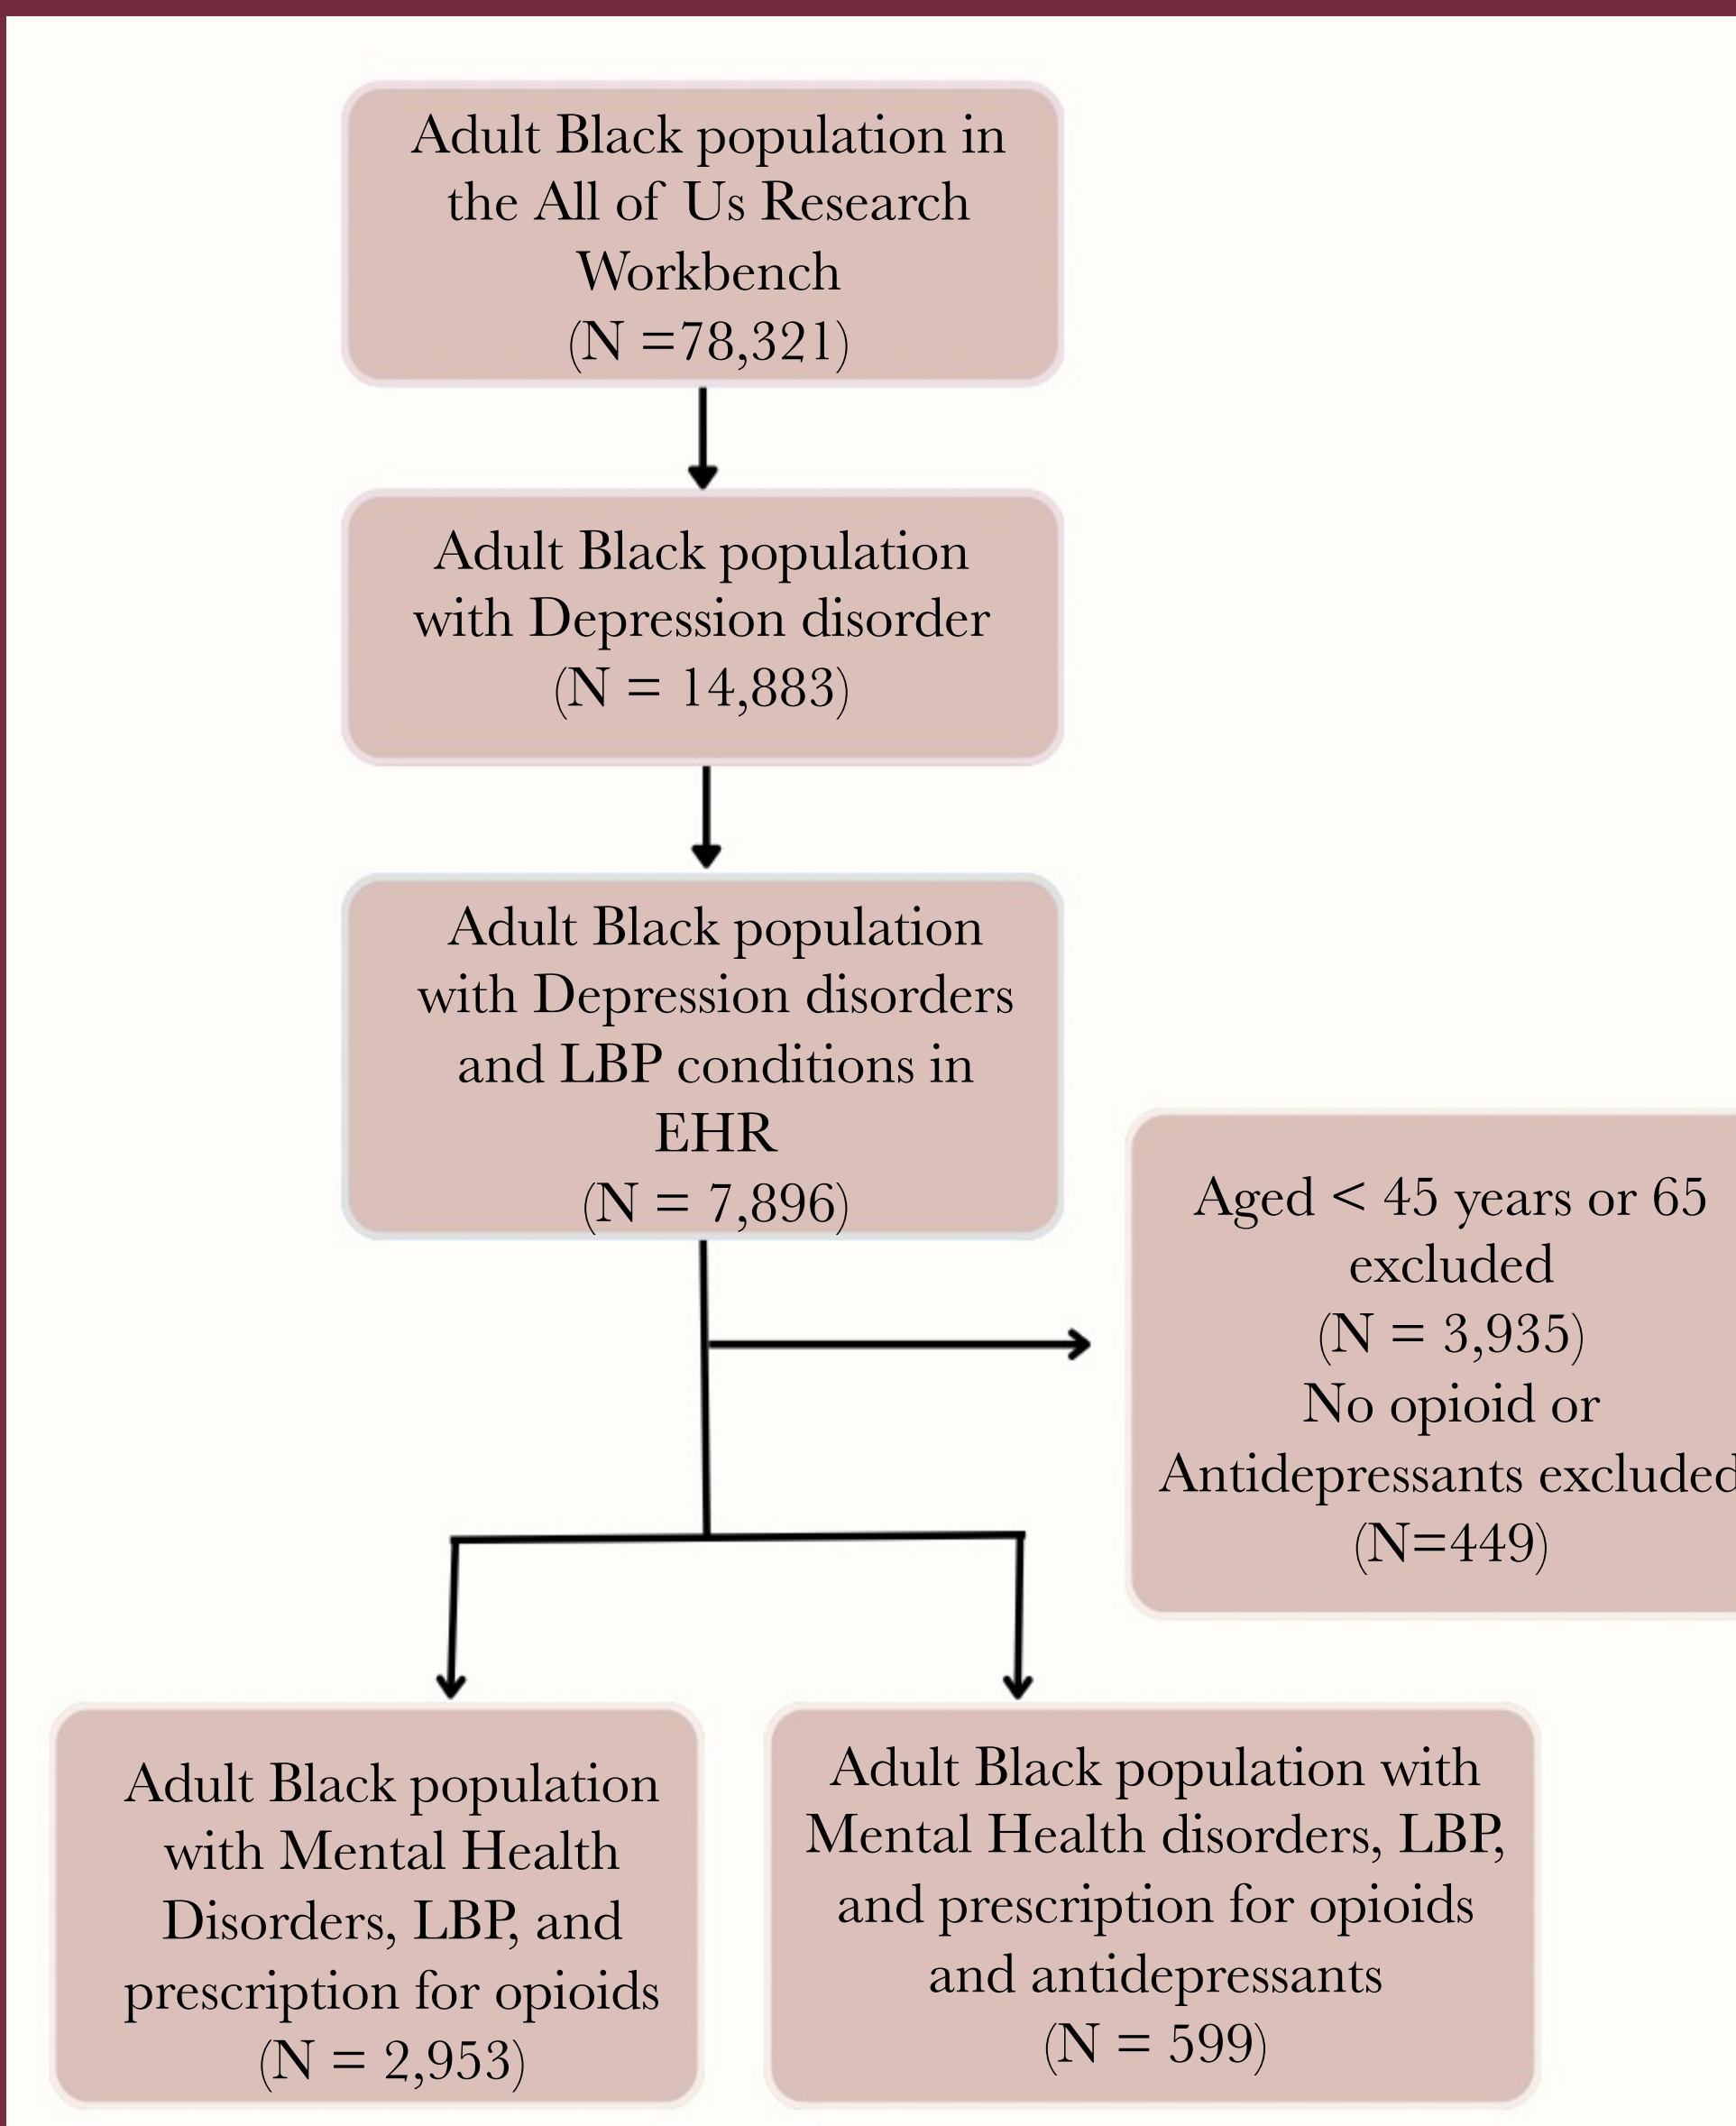 Adult Black population in
the All of Us Research
Workbench
(N =78,321)
Adult Black population
with Depression disorder
(N = 14,883)
Adult Black population
with Depression disorders
and LBP conditions in
EHR
(N = 7,896)
Aged < 45 years or 65
excluded
(N = 3,935)
No opioid or
Antidepressants excluded
(N=449)
Adult Black population
with Mental Health
Disorders, LBP, and
prescription for opioids
(N = 2,953)
Adult Black population with
Mental Health disorders, LBP,
and prescription for opioids
and antidepressants
(N = 599)